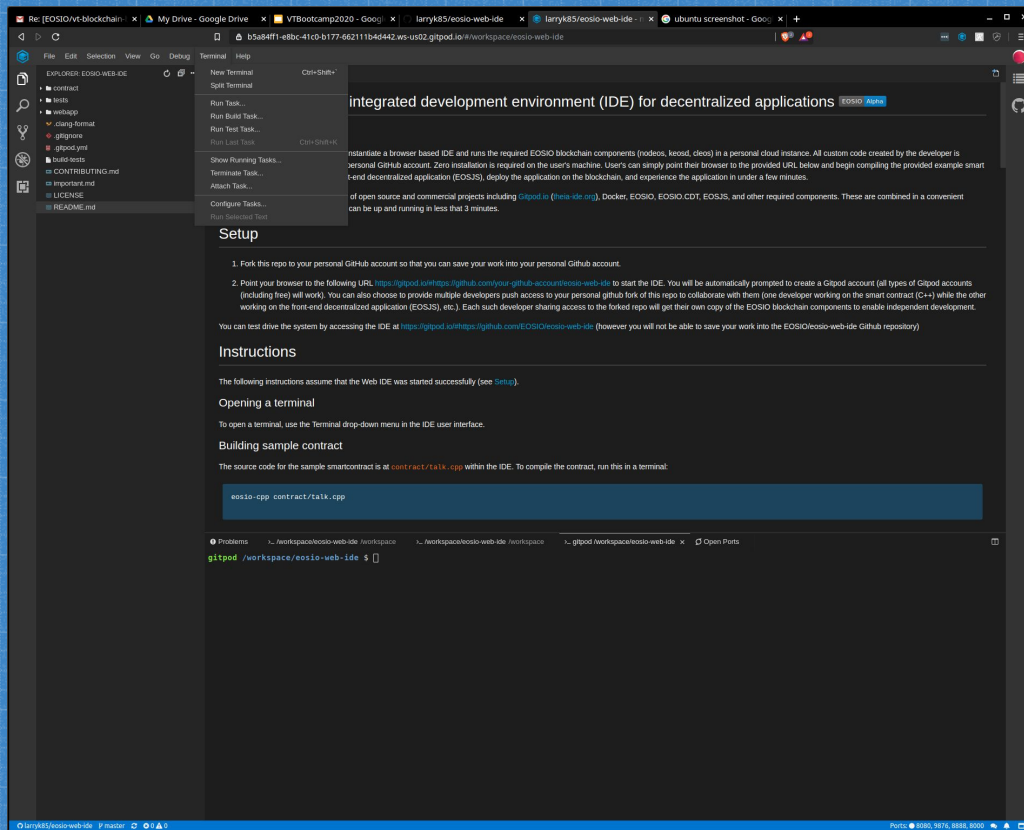 Re: [EOSIO/vt-blockchain-
My Drive - Google Drive
VTBootcamp2020 - Googl
larryk85/eosio-web-ide
larryk85/eosio-web-ide - n
ubuntu screenshot - Goog
b5a84ff1-e8bc-41c0-b177-662111b4d442.ws-us02.gitpod.io/#/workspace/eosio-web-ide
File Edit Selection View Go Debug Terminal Help
EXPLORER: EOSIO-WEB-IDE
contract
tests
webapp
.clang-format
.gitignore
.gitpod.yml
build-tests
CONTRIBUTING.md
important.md
LICENSE
README.md
New Terminal Ctrl+Shift+`
Split Terminal
Run Task...
Run Build Task...
Run Test Task...
Run Last Task Ctrl+Shift+K
Show Running Tasks...
Terminate Task...
Attach Task...
Configure Tasks...
Run Selected Text
integrated development environment (IDE) for decentralized applications EOSIO Alpha
nstantiate a browser based IDE and runs the required EOSIO blockchain components (nodeos, keosd, cleos) in a personal cloud instance. All custom code created by the developer is
personal GitHub account. Zero installation is required on the user's machine. User's can simply point their browser to the provided URL below and begin compiling the provided example smart
t-end decentralized application (EOSJS), deploy the application on the blockchain, and experience the application in under a few minutes.
of open source and commercial projects including Gitpod.io (theia-ide.org), Docker, EOSIO, EOSIO.CDT, EOSJS, and other required components. These are combined in a convenient
can be up and running in less that 3 minutes.
Setup
1. Fork this repo to your personal GitHub account so that you can save your work into your personal Github account.
2. Point your browser to the following URL https://gitpod.io/#https://github.com/your-github-account/eosio-web-ide to start the IDE. You will be automatically prompted to create a Gitpod account (all types of Gitpod accounts
(including free) will work). You can also choose to provide multiple developers push access to your personal github fork of this repo to collaborate with them (one developer working on the smart contract (C++) while the other
working on the front-end decentralized application (EOSJS), etc.). Each such developer sharing access to the forked repo will get their own copy of the EOSIO blockchain components to enable independent development.
You can test drive the system by accessing the IDE at https://gitpod.io/#https://github.com/EOSIO/eosio-web-ide (however you will not be able to save your work into the EOSIO/eosio-web-ide Github repository)
Instructions
The following instructions assume that the Web IDE was started successfully (see Setup).
Opening a terminal
To open a terminal, use the Terminal drop-down menu in the IDE user interface.
Building sample contract
The source code for the sample smartcontract is at contract/talk.cpp within the IDE. To compile the contract, run this in a terminal:
eosio-cpp contract/talk.cpp
Problems
>_ /workspace/eosio-web-ide /workspace
>_ /workspace/eosio-web-ide /workspace
>_ gitpod /workspace/eosio-web-ide
Open Ports
gitpod /workspace/eosio-web-ide $
larryk85/eosio-web-ide master 0 0
Ports: 8080, 9876, 8888, 8000